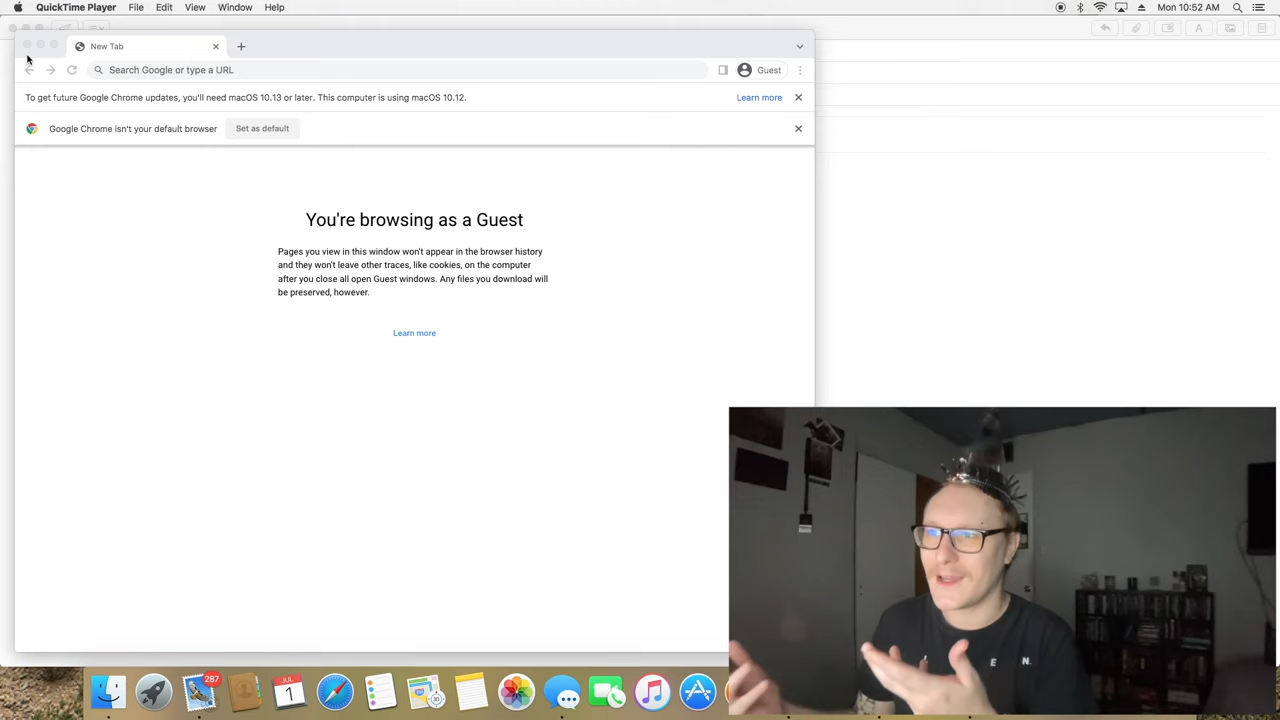 QuickTime Player File Edit View Window Help Mon 10:52 AM
New Tab
Search Google or type a URL
Guest
To get future Google Chrome updates, you'll need macOS 10.13 or later. This computer is using macOS 10.12.
Learn more
Google Chrome isn't your default browser
Set as default
You're browsing as a Guest
Pages you view in this window won't appear in the browser history
and they won't leave other traces, like cookies, on the computer
after you close all open Guest windows. Any files you download will
be preserved, however.
Learn more
E N.
287
JUL
1